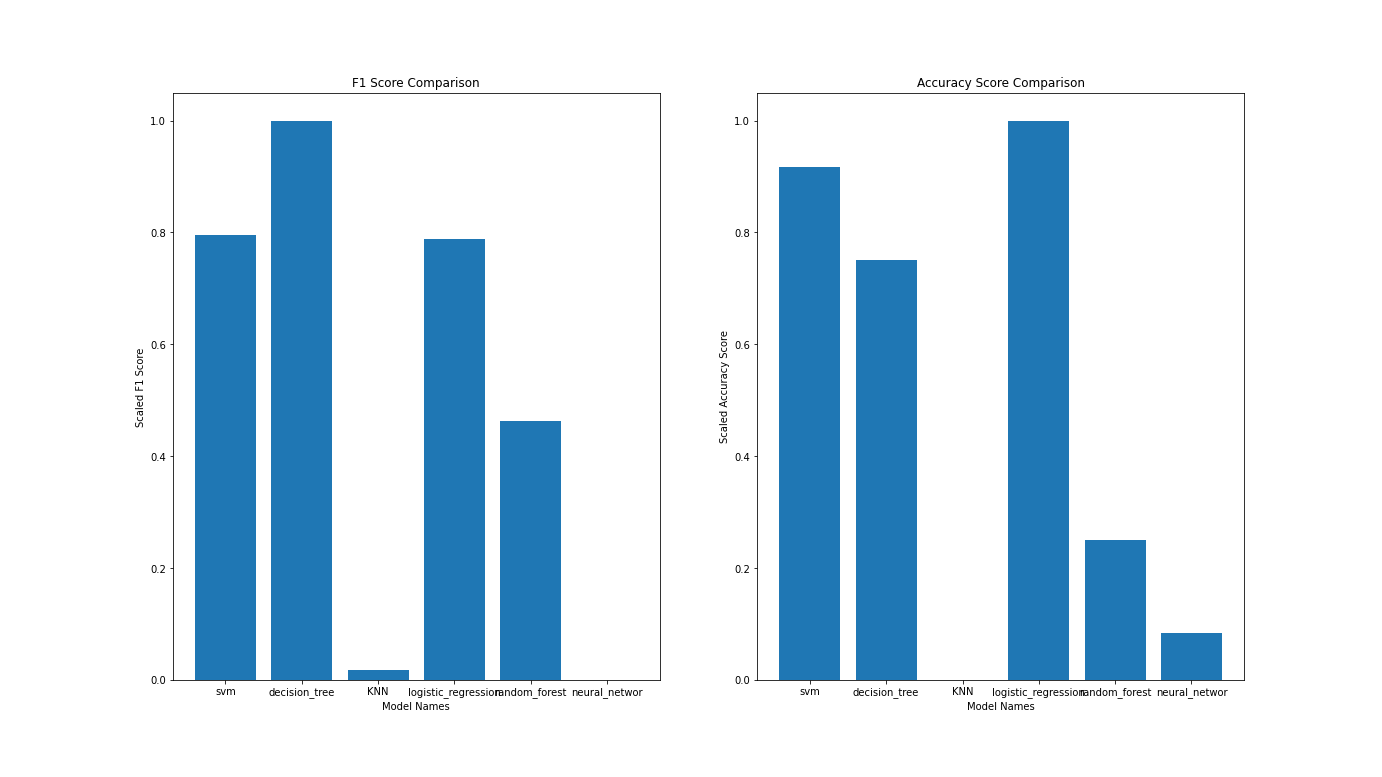 F1 Score Comparison
Scaled F1 Score
1.0
0.8
0.6
0.4
0.2
0.0
svm decision_tree KNN logistic_regression random_forest neural_networ
Model Names
Accuracy Score Comparison
Scaled Accuracy Score
1.0
0.8
0.6
0.4
0.2
0.0
svm decision_tree KNN logistic_regression random_forest neural_networ
Model Names